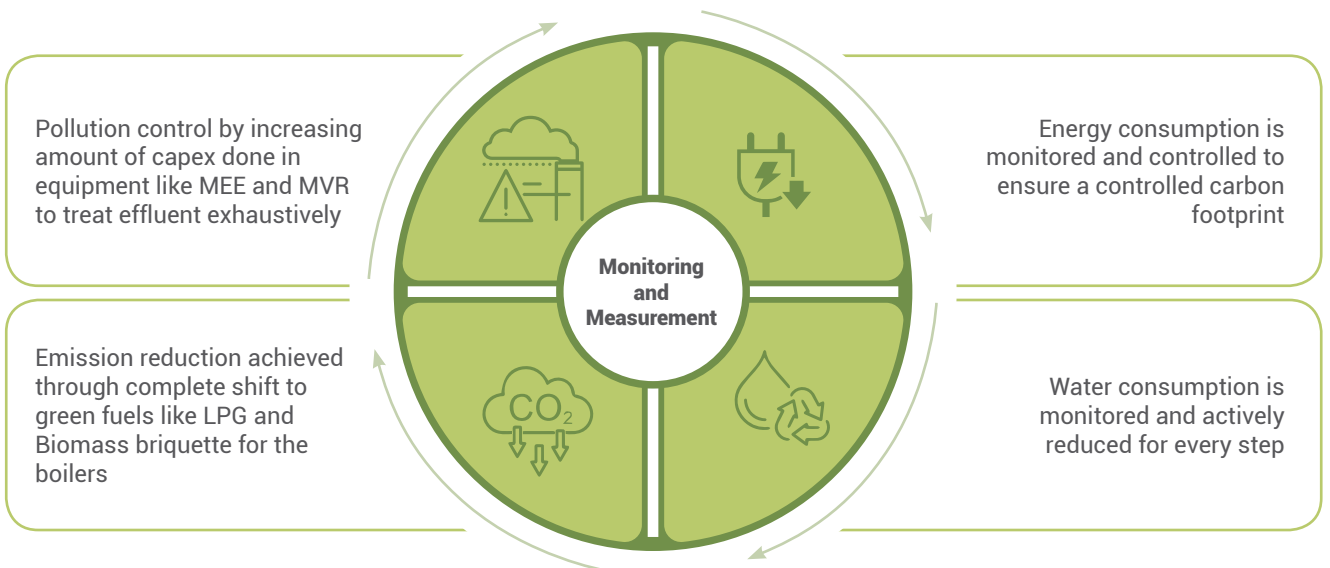 Pollution control by increasing
amount of capex done in
equipment like MEE and MVR
to treat effluent exhaustively
Energy consumption is
monitored and controlled to
ensure a controlled carbon
footprint
Monitoring
and
Measurement
Emission reduction achieved
through complete shift to
green fuels like LPG and
Biomass briquette for the
boilers
CO₂
Water consumption is
monitored and actively
reduced for every step